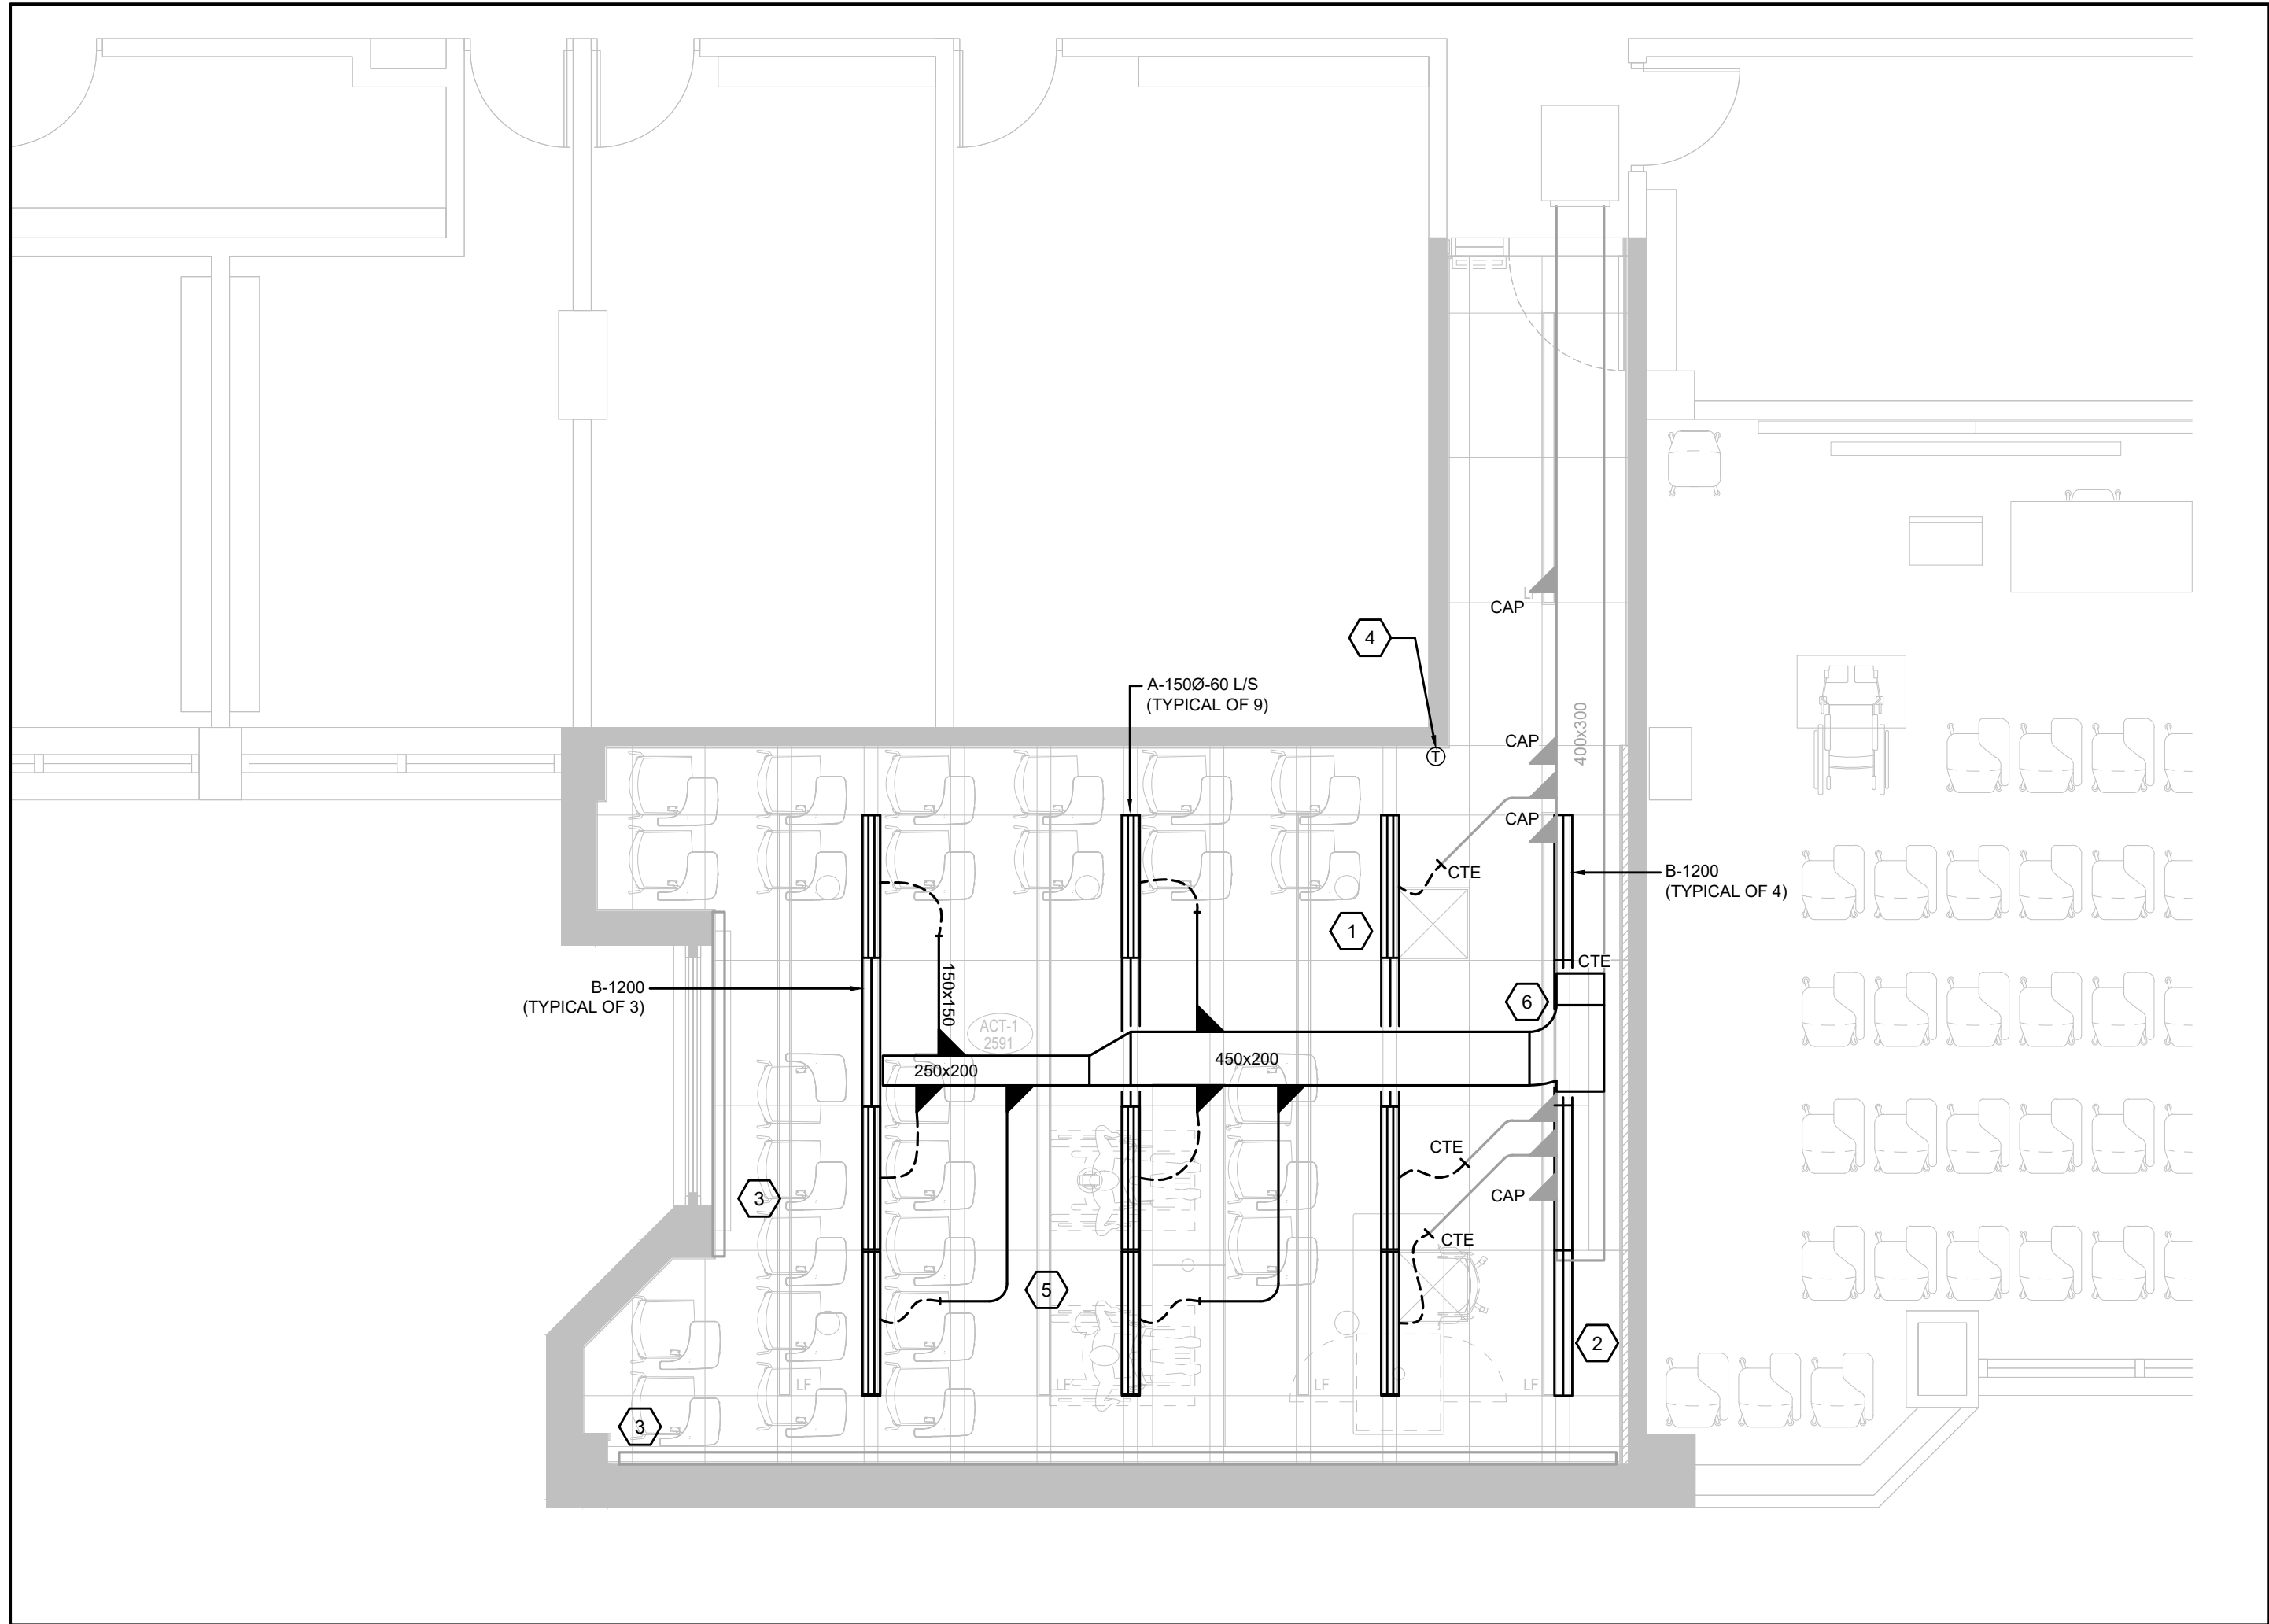 CAP
4
A-150Ø-60 L/S
(TYPICAL OF 9)
400x300
CAP
T
CAP
CTE
B-1200
(TYPICAL OF 4)
1
CTE
150x150
B-1200
(TYPICAL OF 3)
6
ACT-1
2591
450x200
250x200
CTE
3
CAP
CTE
5
2
LF
LF
LF
LF
3